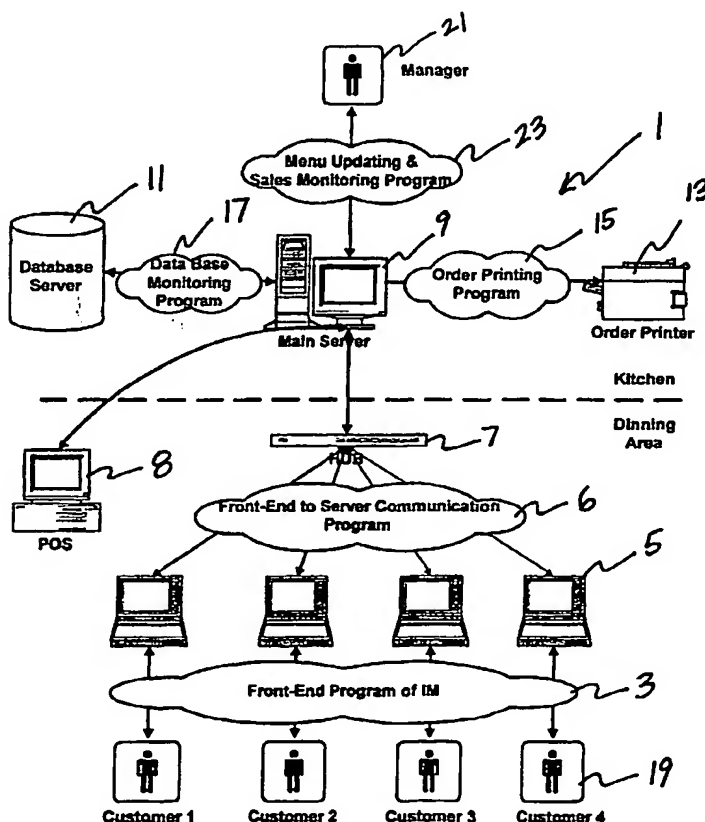 21
Manager
23
Menu Updating &
Sales Monitoring Program
1
11
17
9
15
13
Database
Server
Data Base
Monitoring
Program
Order Printing
Program
Main Server
Order Printer
Kitchen
Dinning
Area
7
HUB
8
POS
Front-End to Server Communication
Program
6
5
Front-End Program of IM
3
19
Customer 1
Customer 2
Customer 3
Customer 4